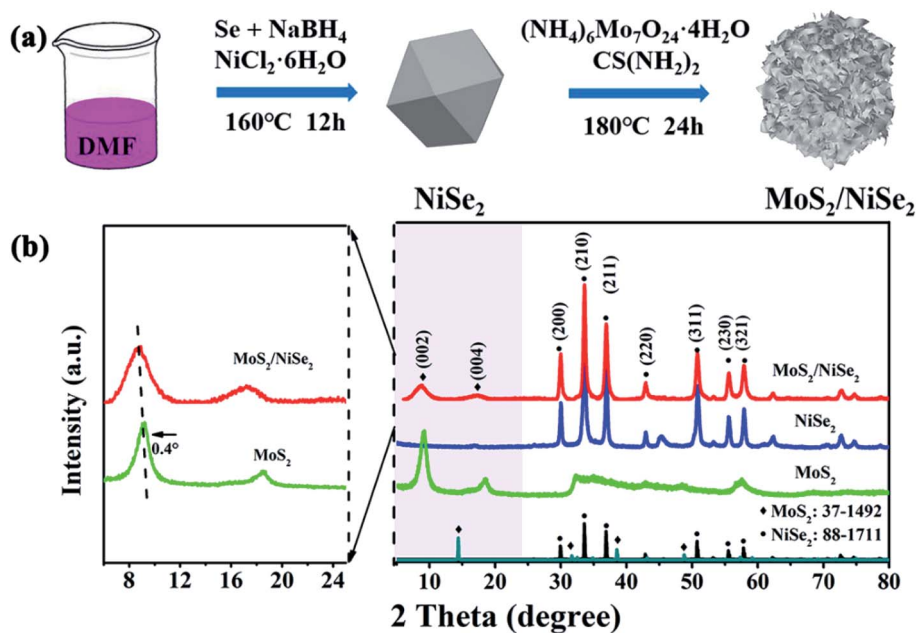 (a)
Se + NaBH₄
NiCl₂·6H₂O
160°C 12h
(NH₄)₆Mo₇O₂₄·4H₂O
CS(NH₂)₂
180°C 24h
DMF
NiSe₂
MoS₂/NiSe₂
(b)
Intensity (a.u.)
MoS₂/NiSe₂
0.4°
MoS₂
8 12 16 20 24
(002)
(004)
(200)
(210)
(211)
(220)
(311)
(230)
(321)
MoS₂/NiSe₂
NiSe₂
MoS₂
♦ MoS₂: 37-1492
• NiSe₂: 88-1711
10 20 30 40 50 60 70 80
2 Theta (degree)